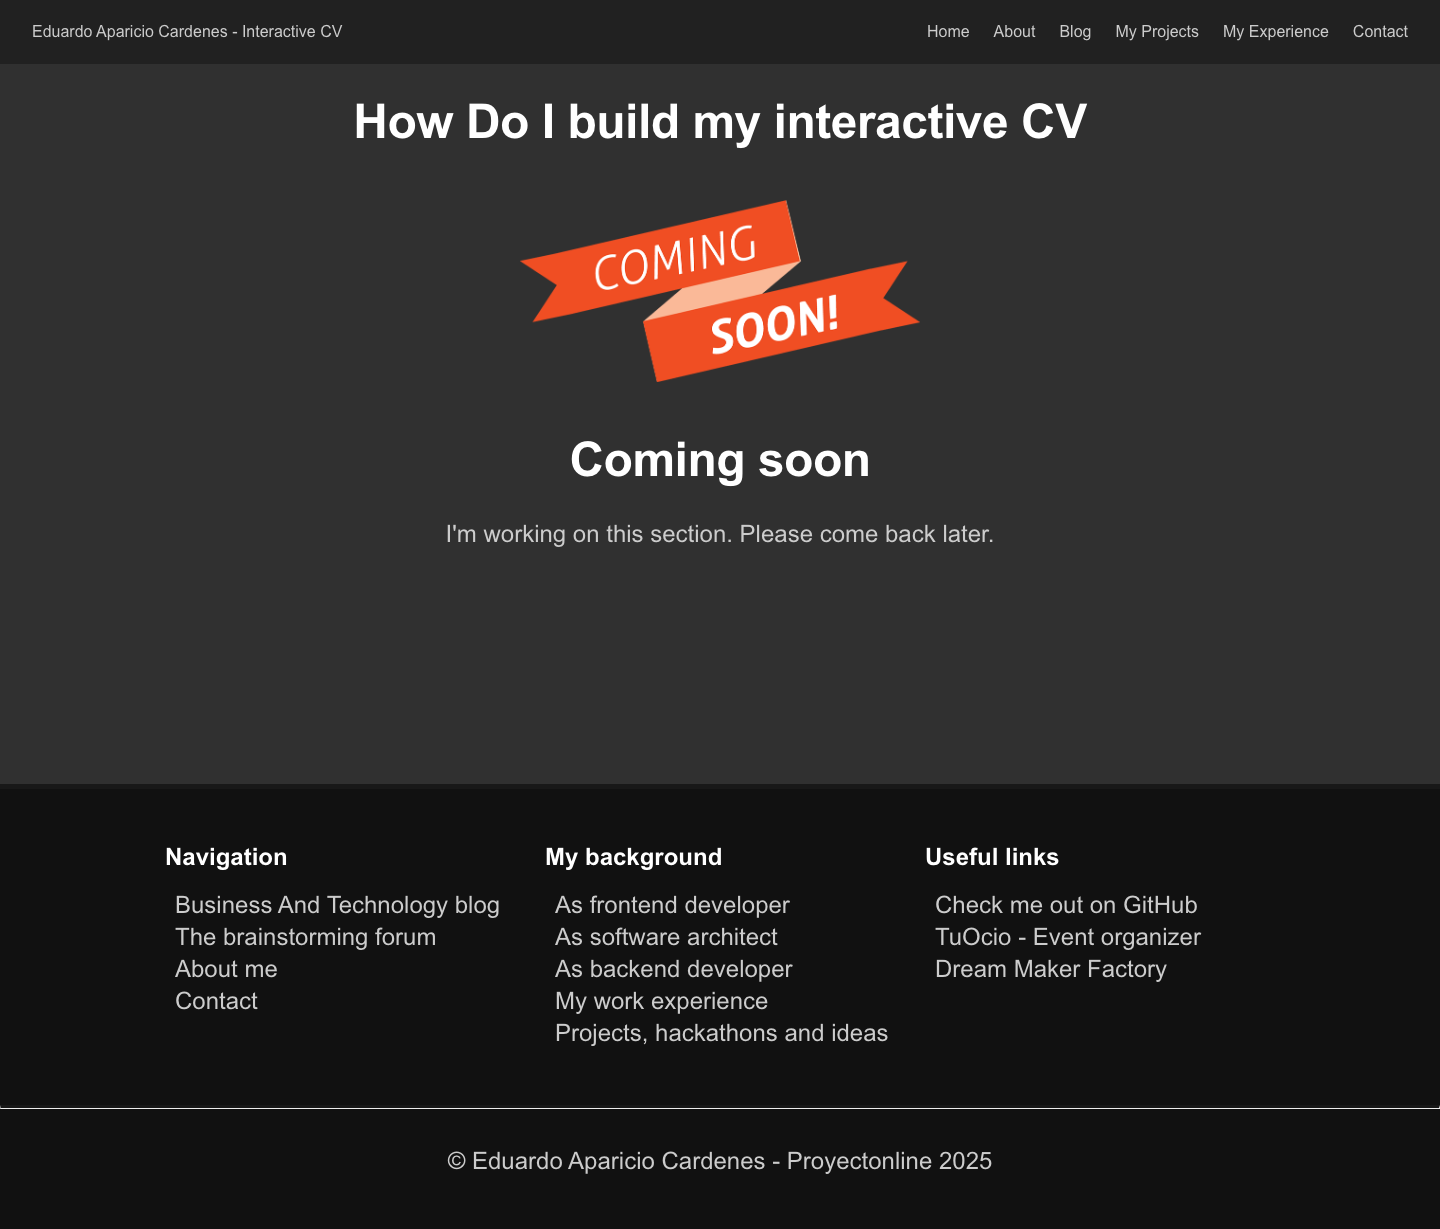 Eduardo Aparicio Cardenes - Interactive CV
Home About Blog My Projects My Experience Contact
How Do I build my interactive CV
COMING
SOON!
Coming soon
I'm working on this section. Please come back later.
Navigation
Business And Technology blog
The brainstorming forum
About me
Contact
My background
As frontend developer
As software architect
As backend developer
My work experience
Projects, hackathons and ideas
Useful links
Check me out on GitHub
TuOcio - Event organizer
Dream Maker Factory
© Eduardo Aparicio Cardenes - Proyectonline 2025